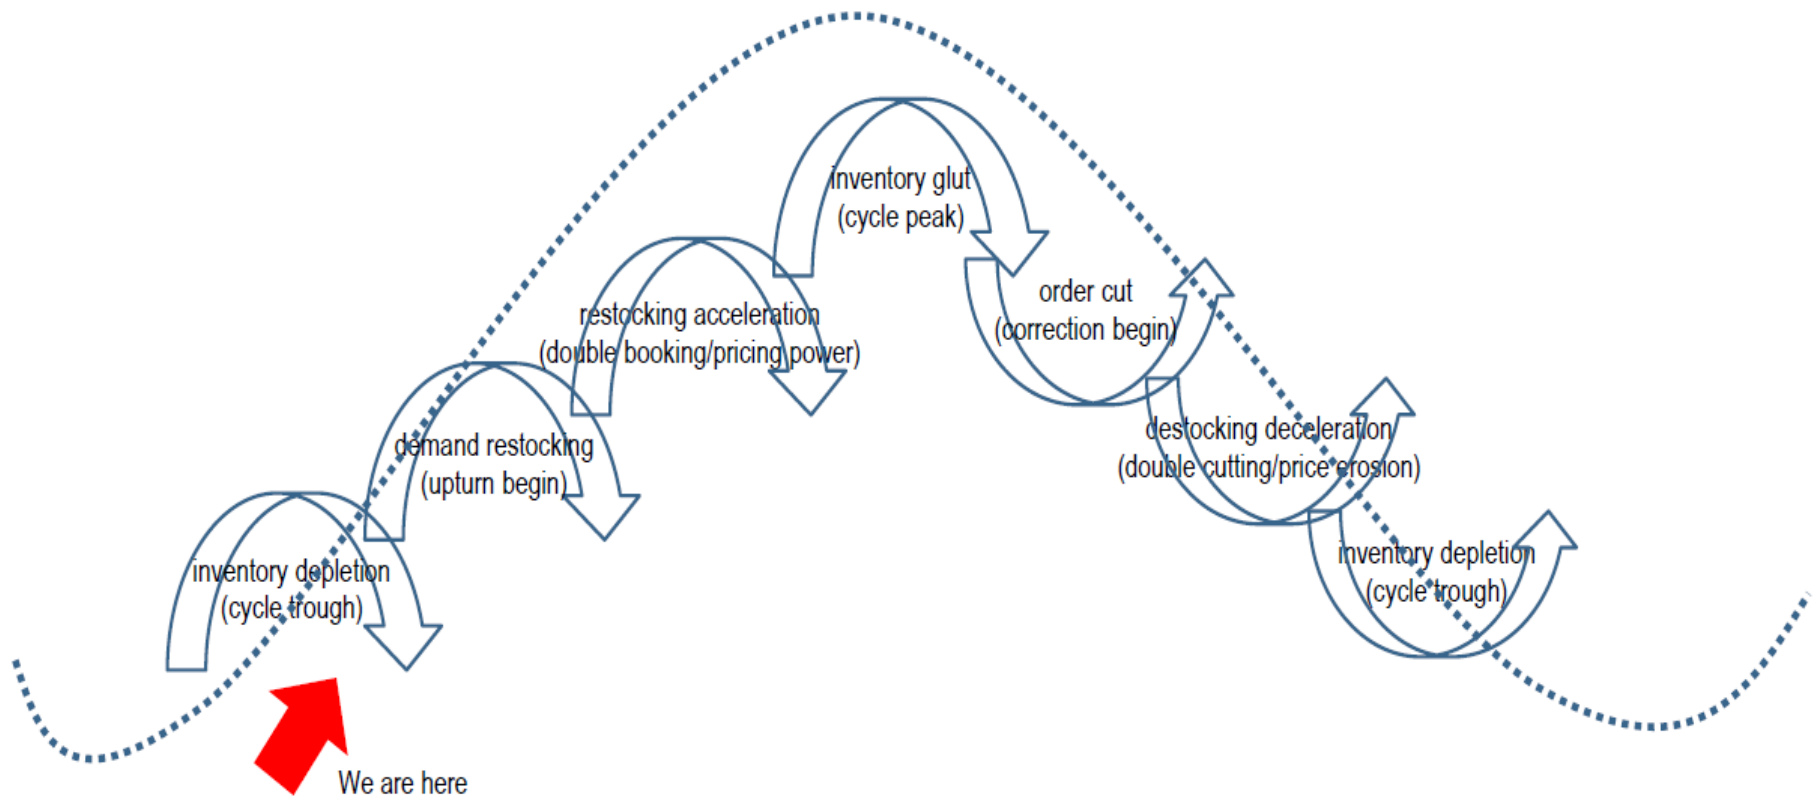 inventory glut
(cycle peak)
order cut
(correction begin)
restocking acceleration
(double booking/pricing power)
demand restocking
(upturn begin)
destocking deceleration
(double cutting/price erosion)
inventory depletion
(cycle trough)
inventory depletion
(cycle trough)
We are here